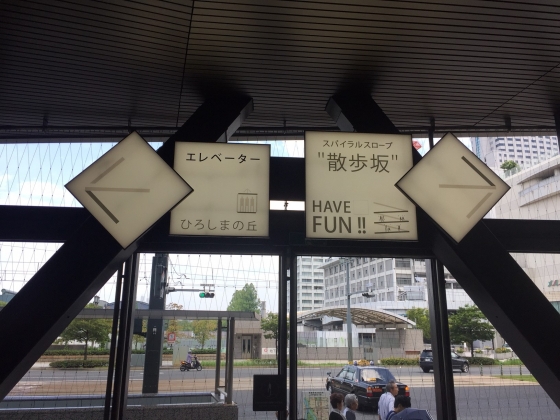 エレベーター
ひろしまの丘
スパイラルスロープ
"散歩坂"
HAVE
FUN!!